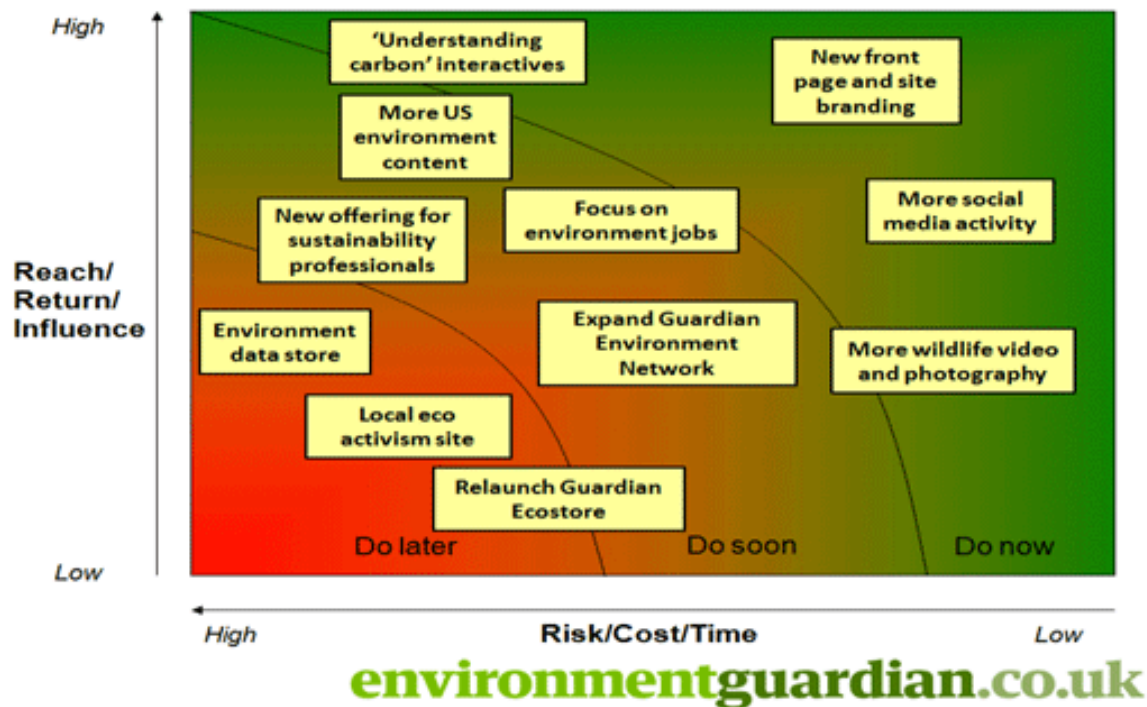 High
'Understanding
carbon' interactives
New front
page and site
branding
More US
environment
content
New offering for
sustainability
professionals
Focus on
environment jobs
More social
media activity
Reach/
Return/
Influence
Environment
data store
Expand Guardian
Environment
Network
More wildlife video
and photography
Local eco
activism site
Relaunch Guardian
Ecostore
Do later
Do soon
Do now
Low
High
Risk/Cost/Time
Low
environmentguardian.co.uk